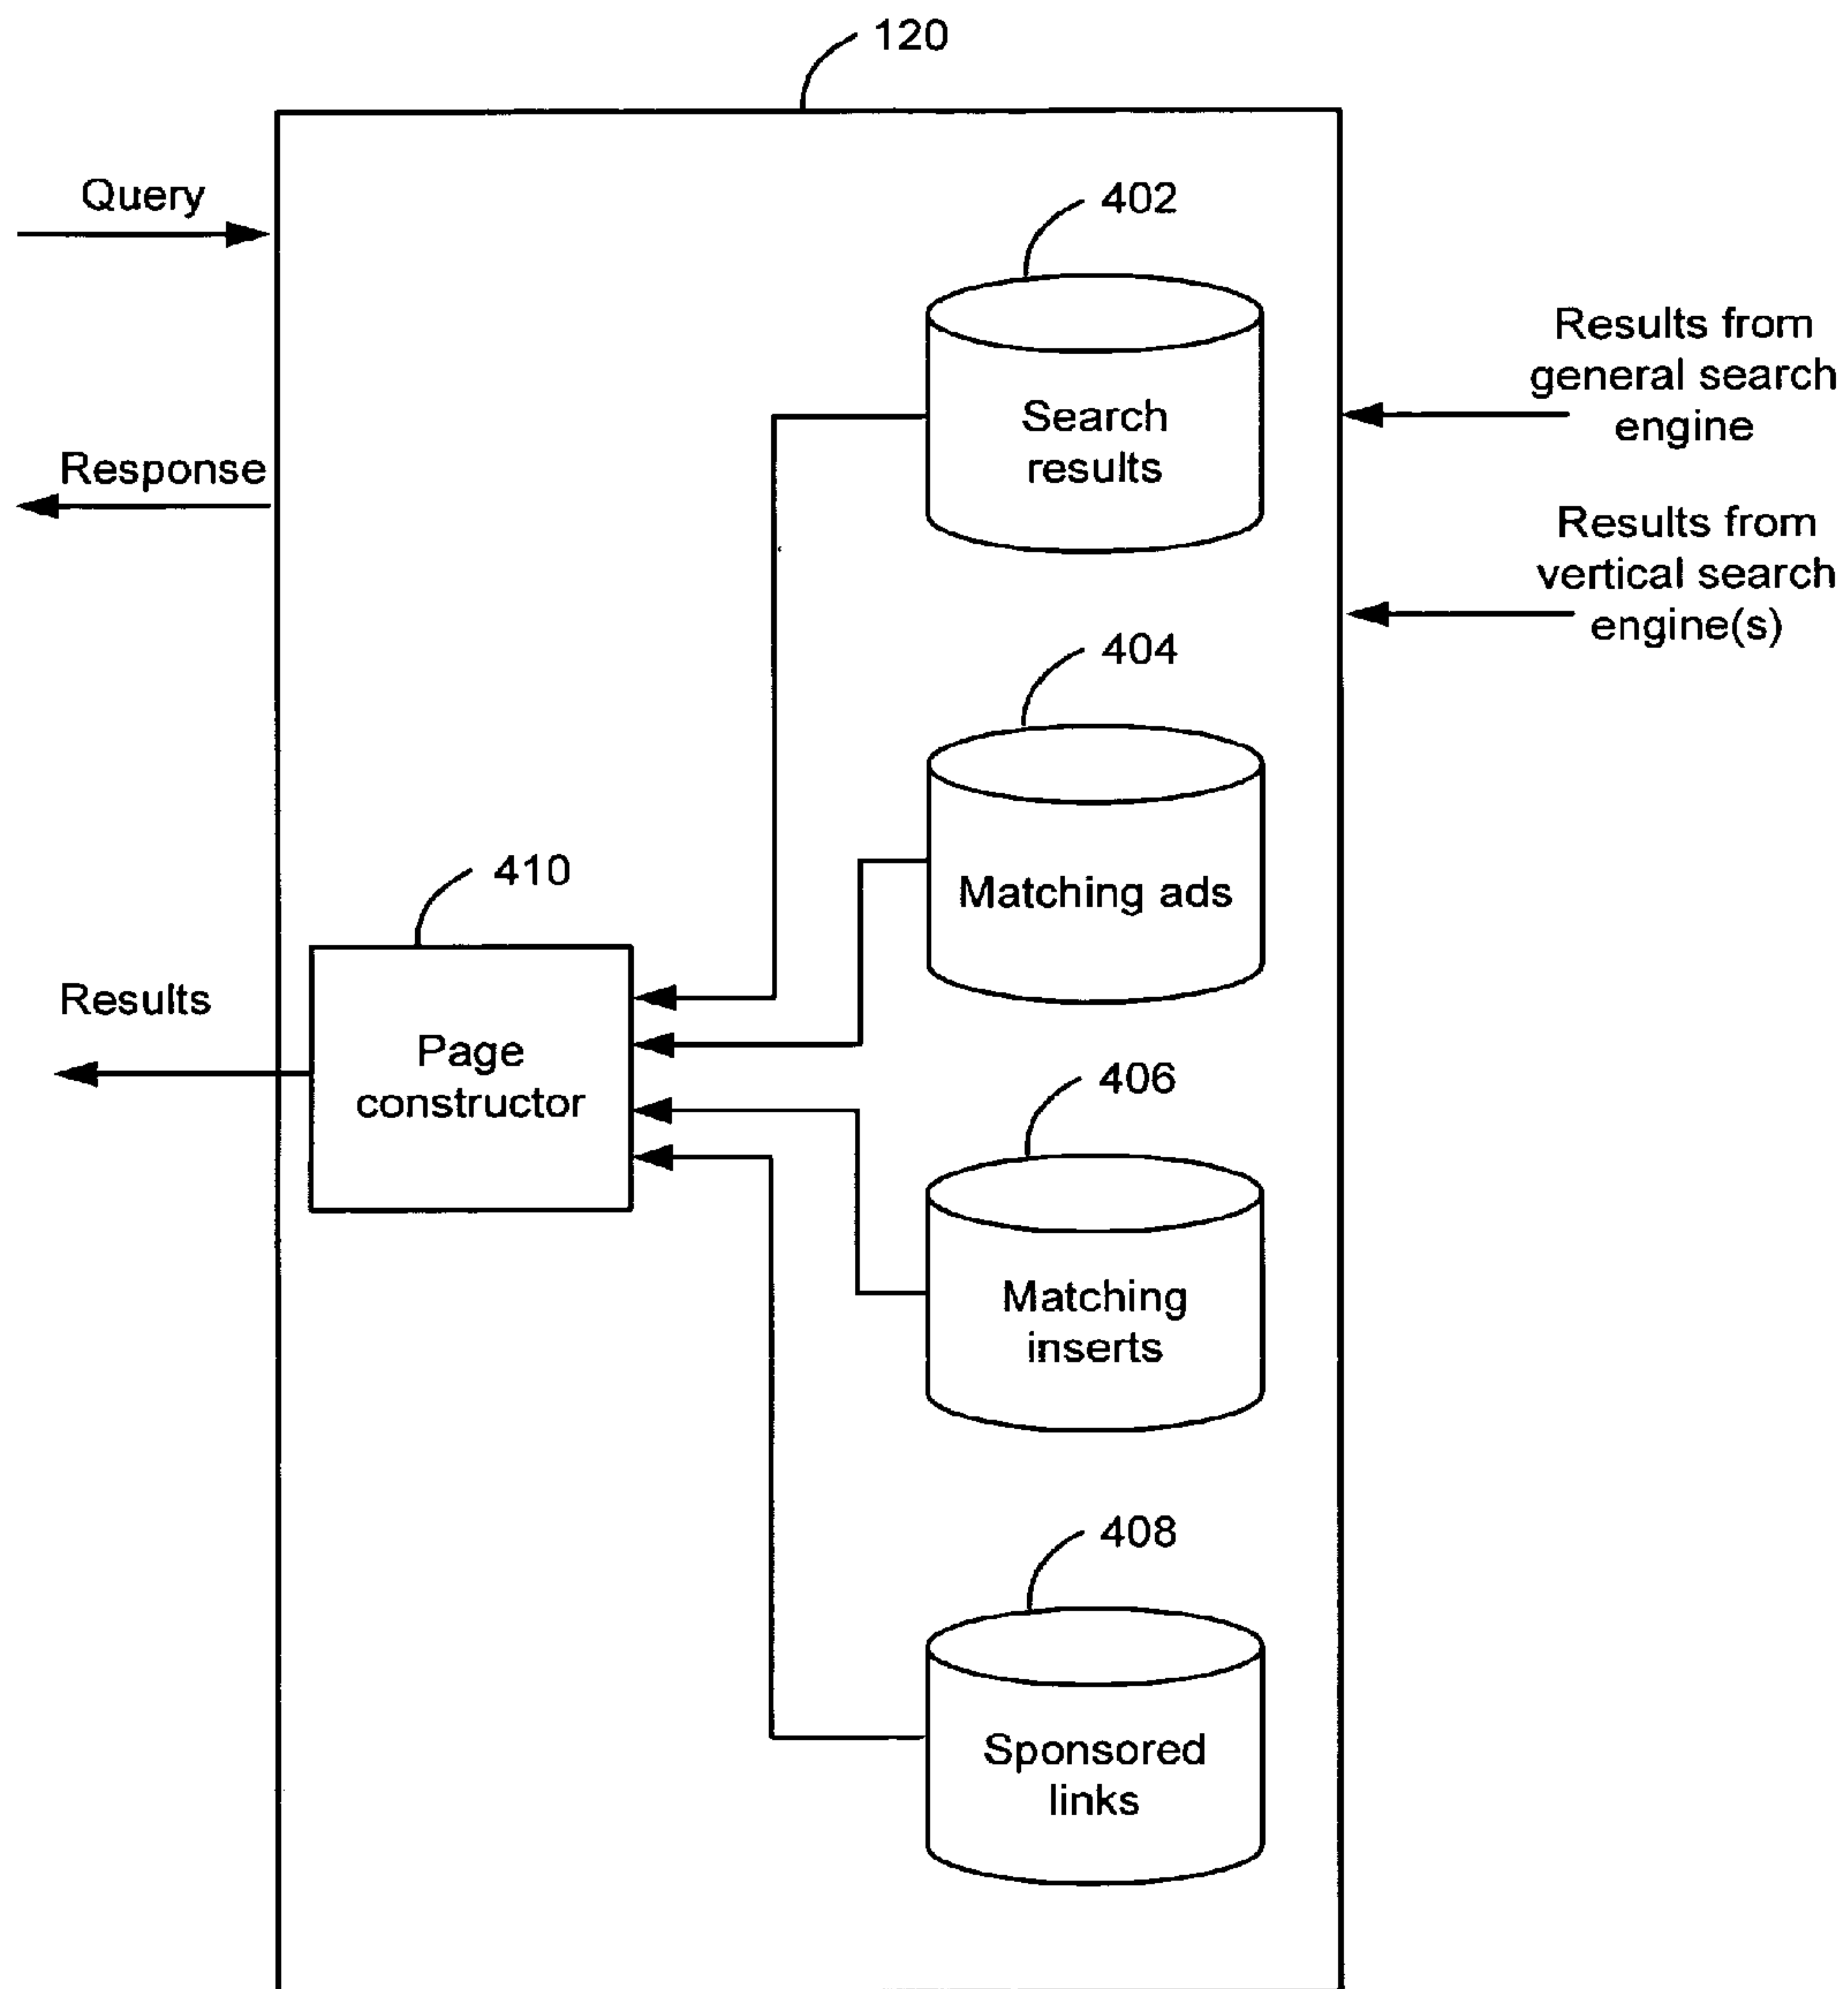 120
Query
402
Results from
general search
engine
Search
results
Response
Results from
vertical search
engine(s)
404
Matching ads
410
Results
Page
constructor
406
Matching
inserts
408
Sponsored
links